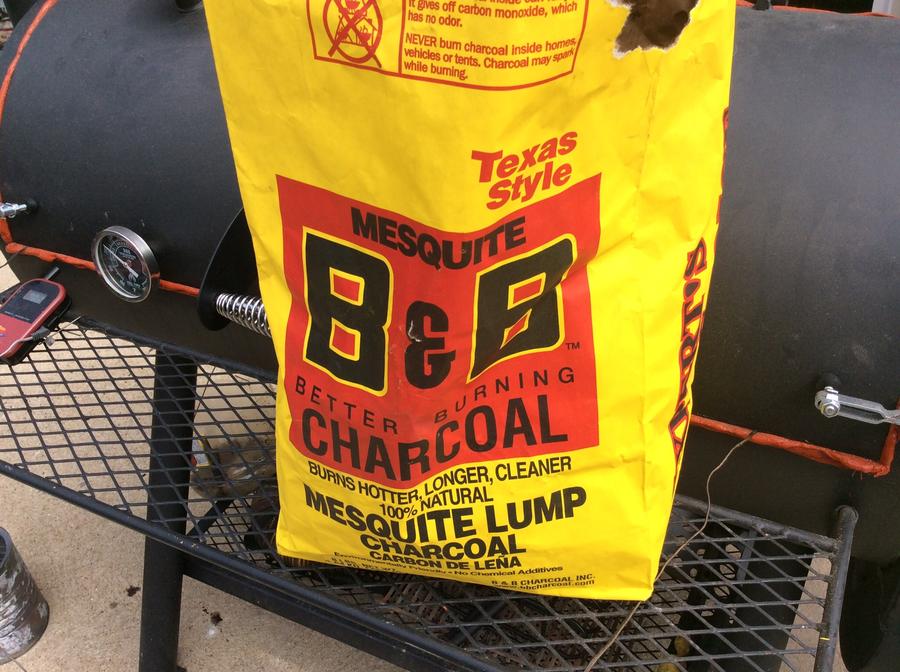 It gives off carbon monoxide, which
has no odor.
NEVER burn charcoal inside homes,
vehicles or tents. Charcoal may spark
while burning.
Texas
Style
MESQUITE
B & B
™
BETTER BURNING
CHARCOAL
BURNS HOTTER, LONGER, CLEANER
100% NATURAL
MESQUITE LUMP
CHARCOAL
CARBON DE LEÑA
Environmentally Friendly • No Chemical Additives
B & B CHARCOAL INC.